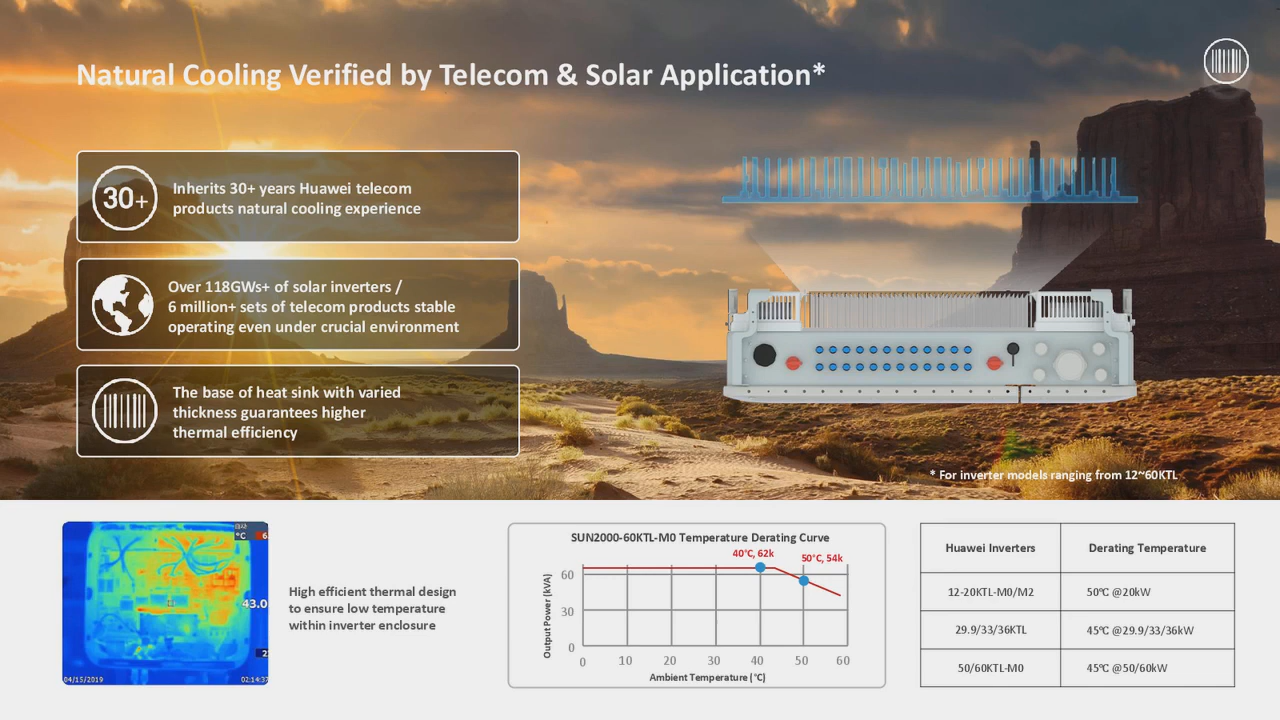 Natural Cooling Verified by Telecom & Solar Application*
30+
Inherits 30+ years Huawei telecom
products natural cooling experience
Over 118GWs+ of solar inverters /
6 million+ sets of telecom products stable
operating even under crucial environment
The base of heat sink with varied
thickness guarantees higher
thermal efficiency
* For inverter models ranging from 12~60KTL
°C
6
43.0
2
04/15/2019
02:14:37
High efficient thermal design
to ensure low temperature
within inverter enclosure
SUN2000-60KTL-M0 Temperature Derating Curve
40℃, 62k
50℃, 54k
Output Power (kVA)
60
30
0
0 10 20 30 40 50 60
Ambient Temperature (℃)
Huawei Inverters Derating Temperature
12-20KTL-M0/M2 50℃ @20kW
29.9/33/36KTL 45℃ @29.9/33/36kW
50/60KTL-M0 45℃ @50/60kW